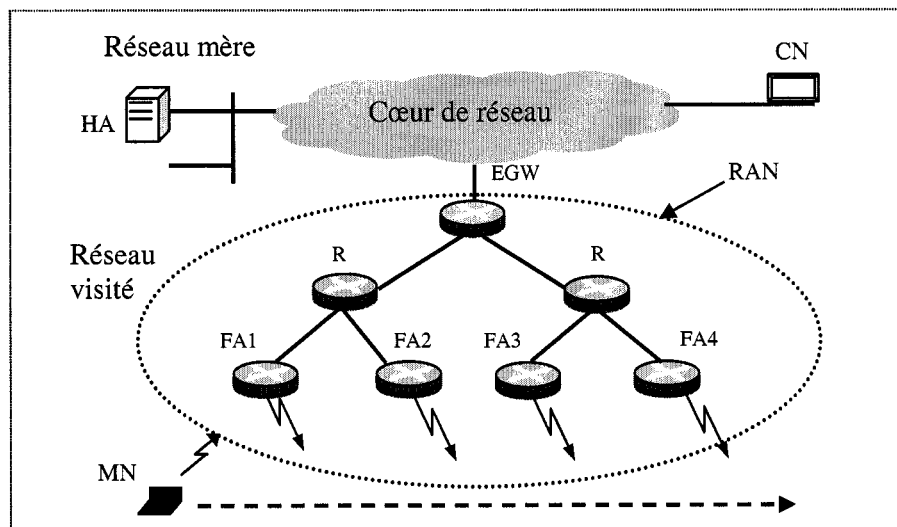 Réseau mère
CN
HA
Cœur de réseau
EGW
RAN
Réseau
visité
R
R
FA1
FA2
FA3
FA4
MN